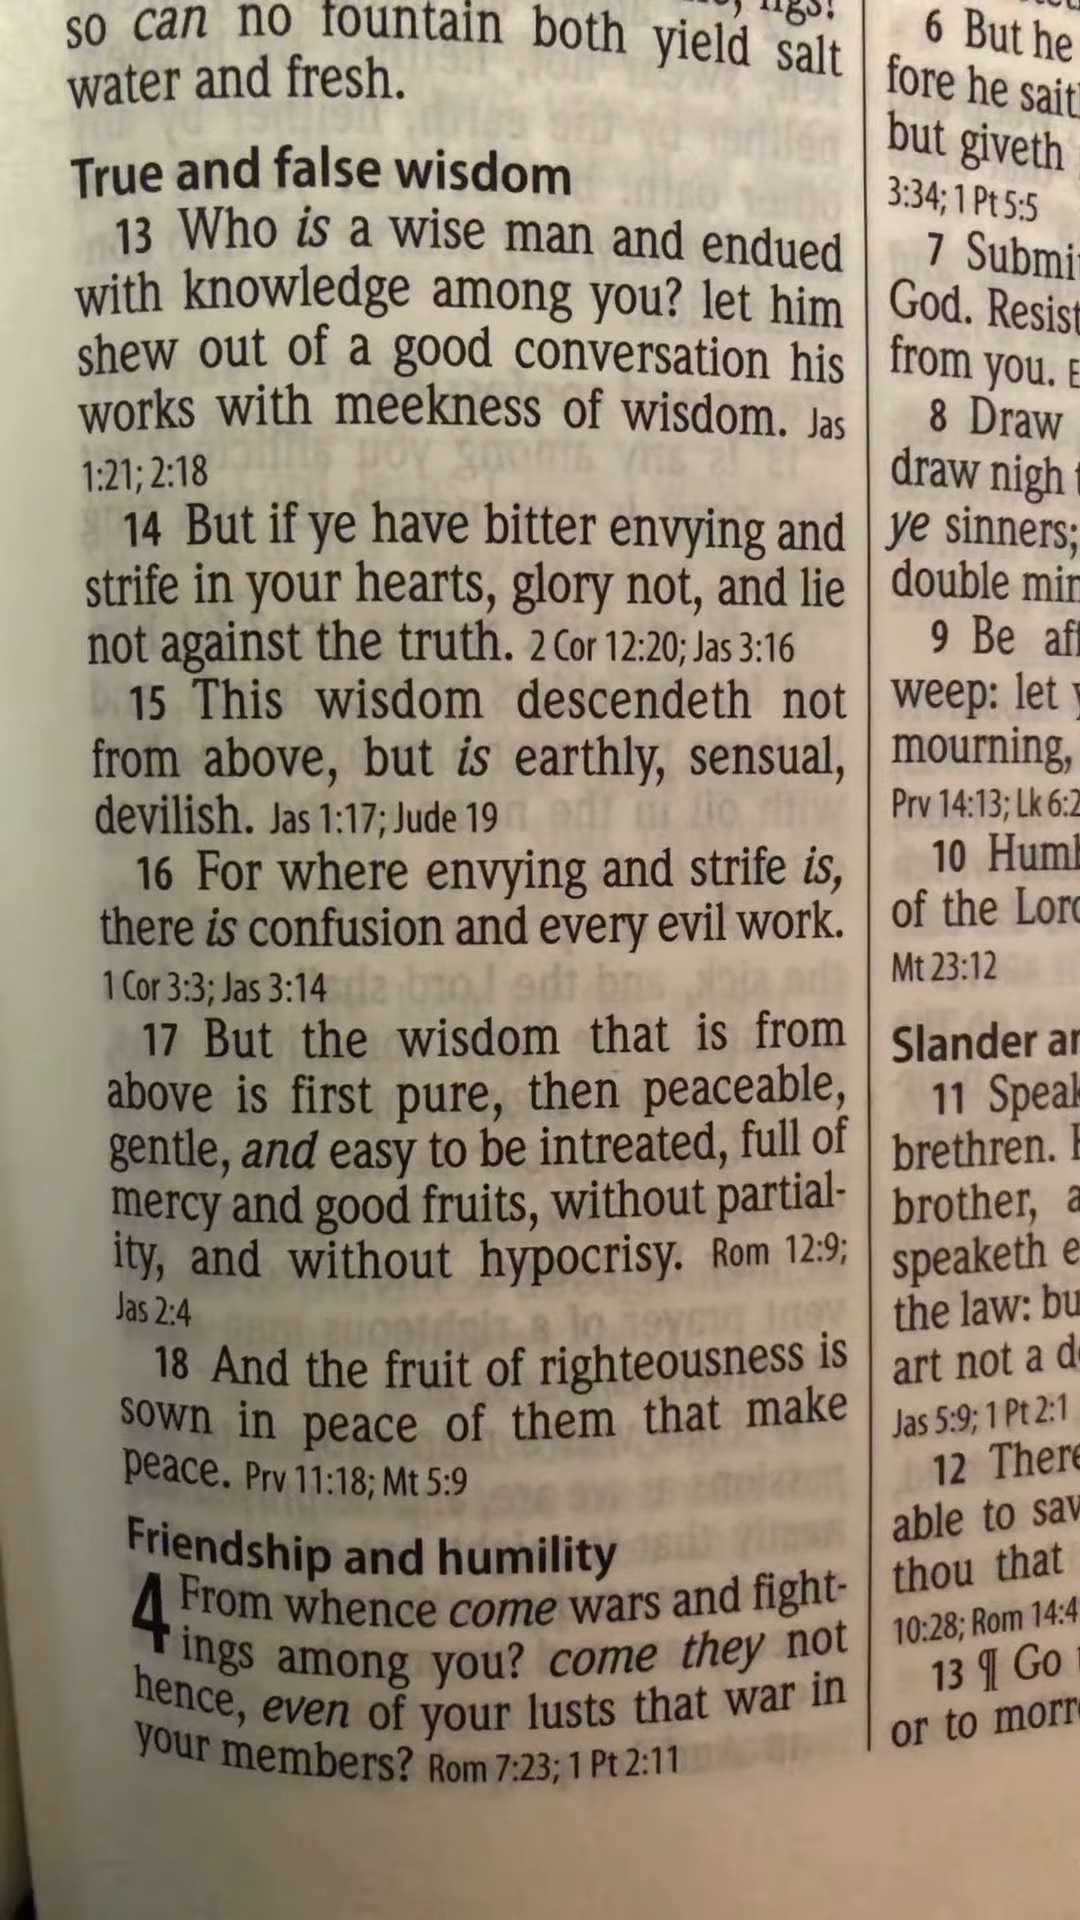 so can no fountain both yield salt
water and fresh.
True and false wisdom
13 Who is a wise man and endued
with knowledge among you? let him
shew out of a good conversation his
works with meekness of wisdom. Jas
1:21; 2:18
14 But if ye have bitter envying and
strife in your hearts, glory not, and lie
not against the truth. 2 Cor 12:20; Jas 3:16
15 This wisdom descendeth not
from above, but is earthly, sensual,
devilish. Jas 1:17; Jude 19
16 For where envying and strife is,
there is confusion and every evil work.
1 Cor 3:3; Jas 3:14
17 But the wisdom that is from
above is first pure, then peaceable,
gentle, and easy to be intreated, full of
mercy and good fruits, without partial-
ity, and without hypocrisy. Rom 12:9;
Jas 2:4
18 And the fruit of righteousness is
sown in peace of them that make
peace. Prv 11:18; Mt 5:9
Friendship and humility
4 From whence come wars and fight-
ings among you? come they not
hence, even of your lusts that war in
your members? Rom 7:23; 1 Pt 2:11
6 But he
fore he sait
but giveth
3:34; 1 Pt 5:5
7 Submi
God. Resist
from you.
8 Draw
draw nigh
ye sinners;
double min
9 Be af
weep: let
mourning,
Prv 14:13; Lk 6:2
10 Humb
of the Lord
Mt 23:12
Slander an
11 Speak
brethren.
brother, a
speaketh e
the law: bu
art not a d
Jas 5:9; 1 Pt 2:1
12 There
able to sav
thou that
10:28; Rom 14:4
13 ¶ Go
or to morr